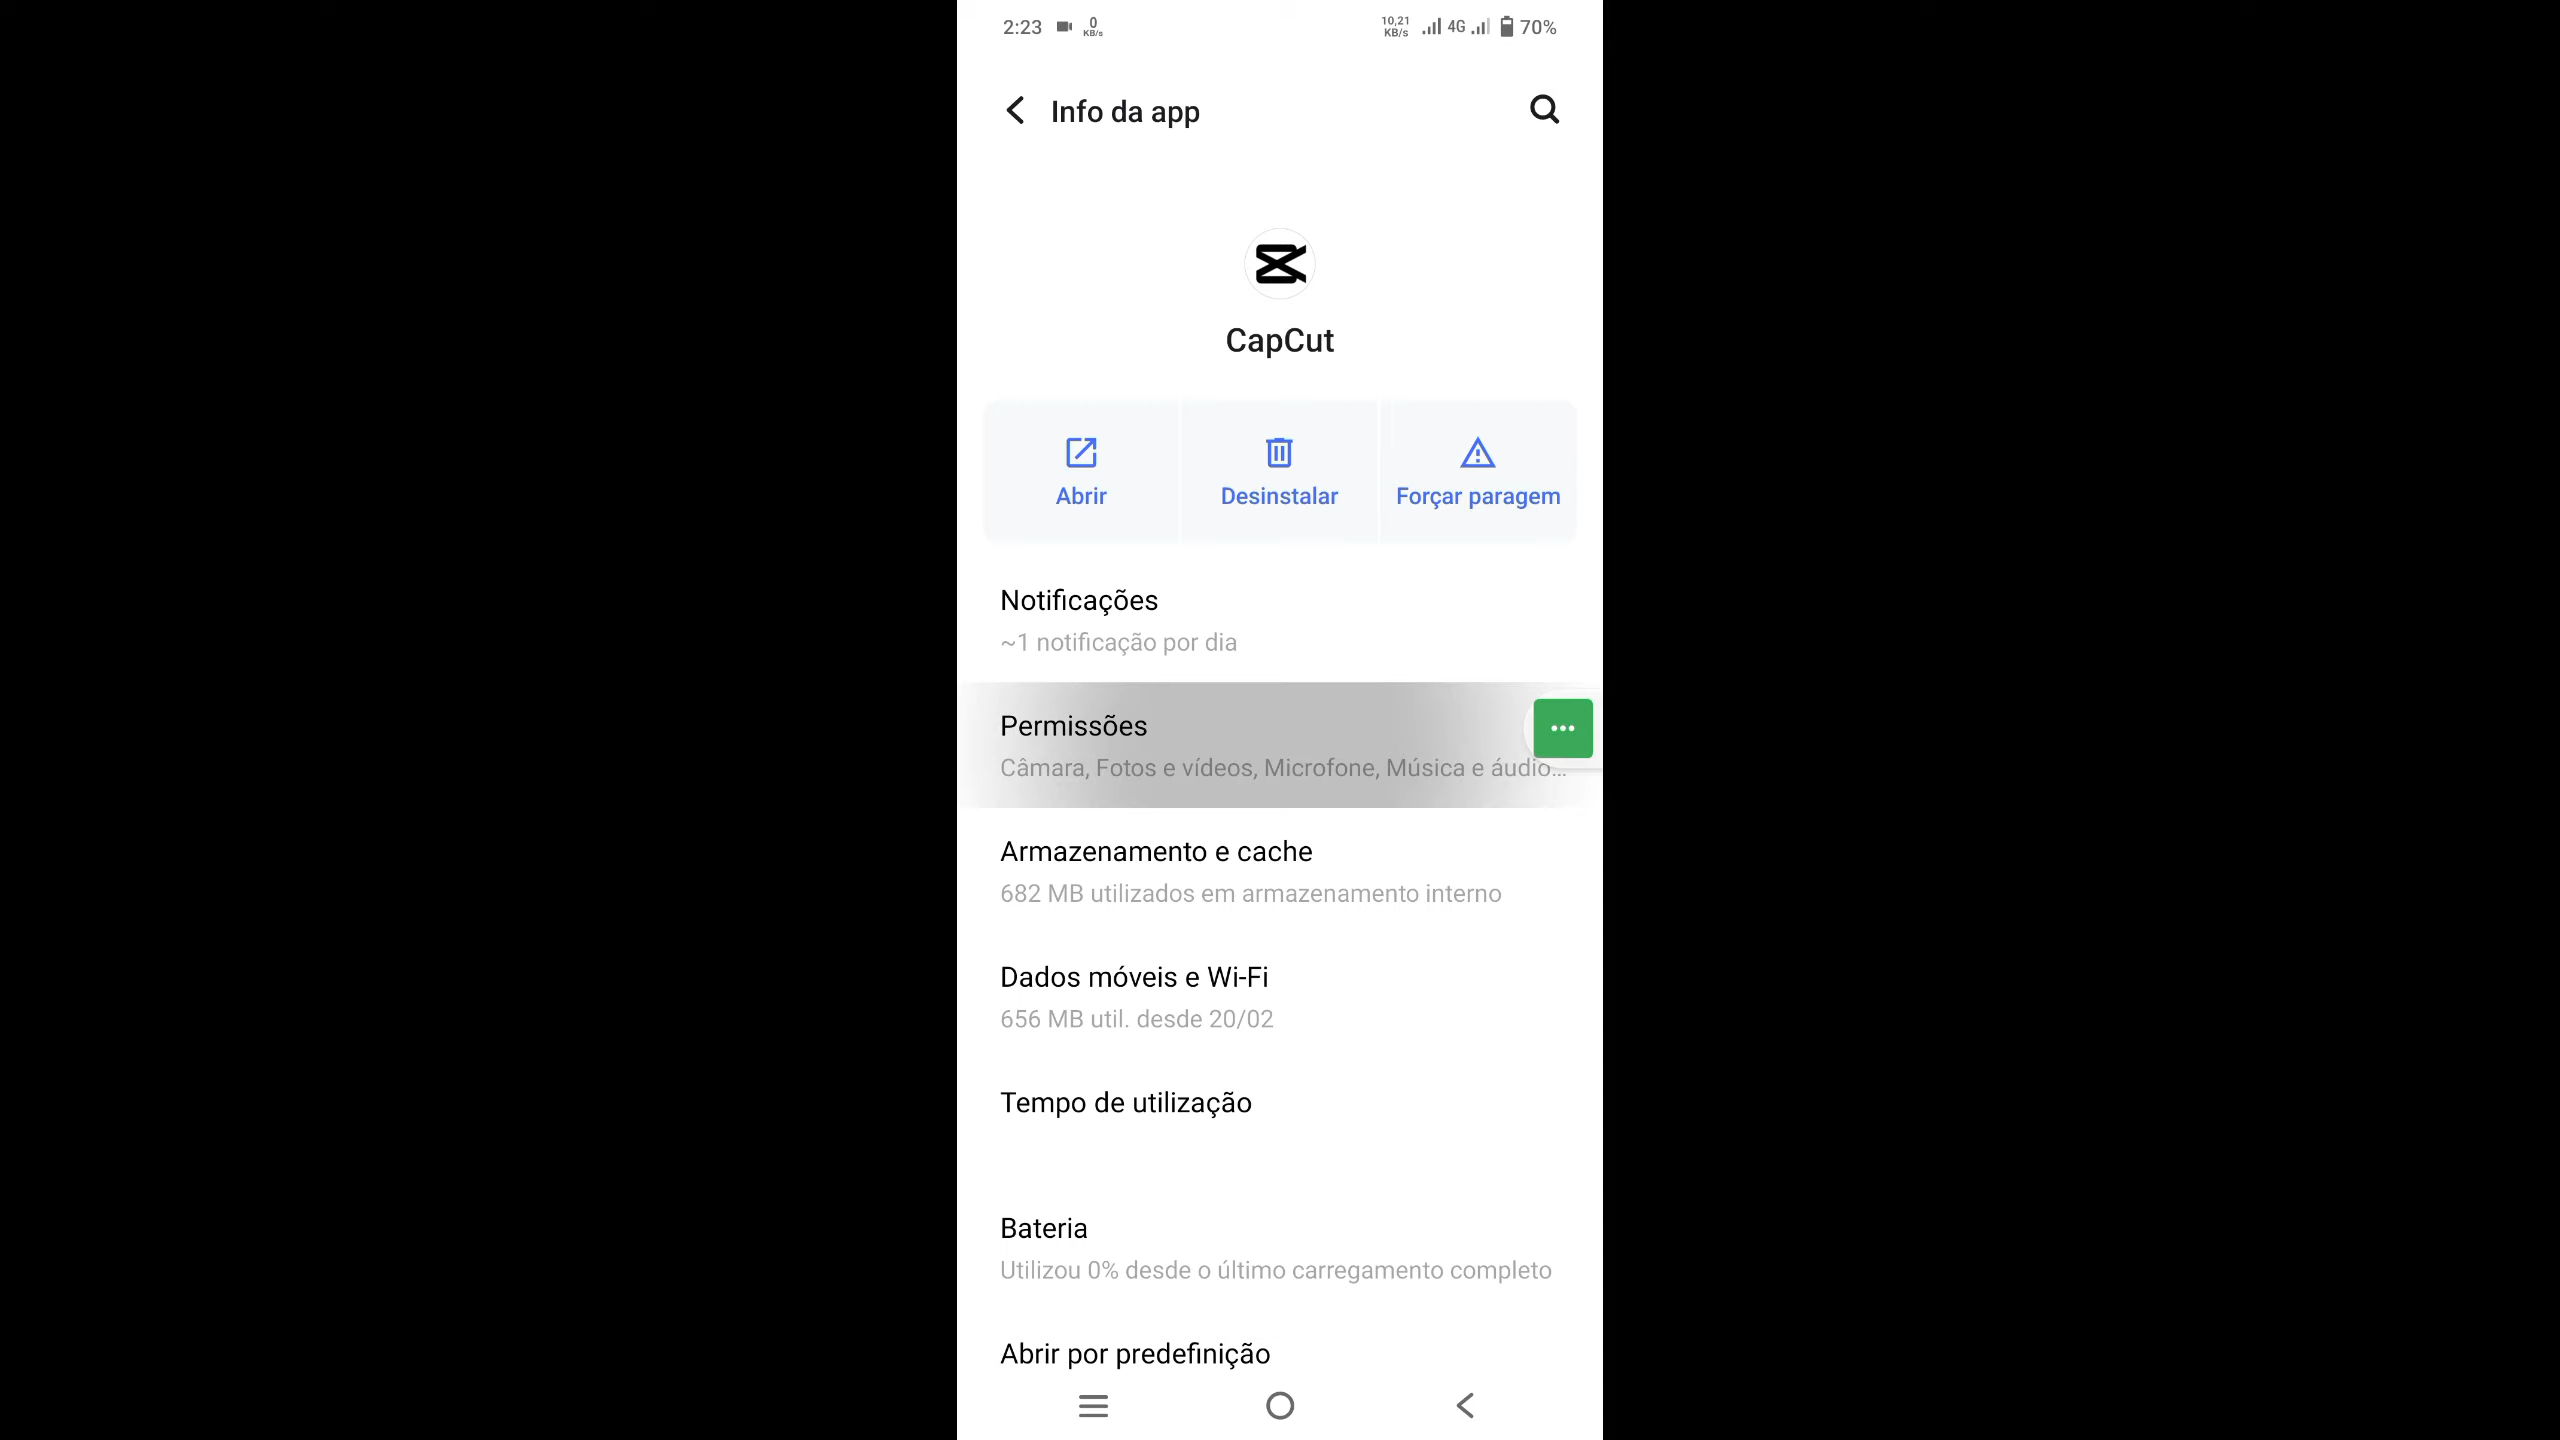 2:23 0 KB/s 10,21 KB/s 4G 70%
Info da app
CapCut
Abrir Desinstalar Forçar paragem
Notificações
~1 notificação por dia
Permissões
Câmara, Fotos e vídeos, Microfone, Música e áudio…
Armazenamento e cache
682 MB utilizados em armazenamento interno
Dados móveis e Wi-Fi
656 MB util. desde 20/02
Tempo de utilização
Bateria
Utilizou 0% desde o último carregamento completo
Abrir por predefinição